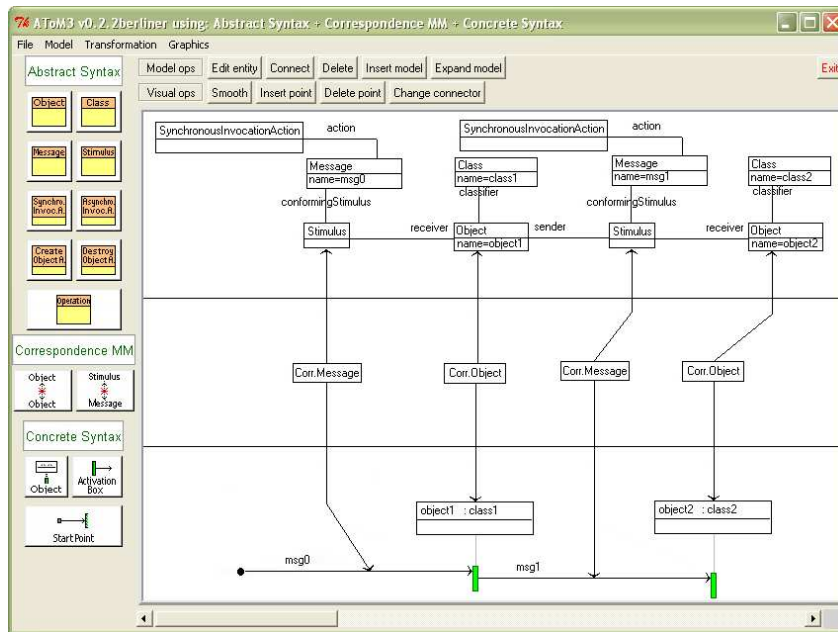 AToM3 v0.2.2berliner using: Abstract Syntax + Correspondence MM + Concrete Syntax
File Model Transformation Graphics
Abstract Syntax
Object Class
Message Stimulus
Synchro. Invoc.A. Asynchro. Invoc.A.
Create Object A. Destroy Object A.
Operation
Correspondence MM
Object Object
Stimulus Message
Concrete Syntax
Object
Activation Box
StartPoint
Model ops Edit entity Connect Delete Insert model Expand model Exit
Visual ops Smooth Insert point Delete point Change connector
SynchronousInvocationAction action SynchronousInvocationAction action
Message Class Message Class
name=msg0 name=class1 name=msg1 name=class2
classifier classifier
conformingStimulus conformingStimulus
Stimulus receiver Object sender Stimulus receiver Object
name=object1 name=object2
Corr.Message Corr.Object Corr.Message Corr.Object
object1 : class1 object2 : class2
msg0 msg1